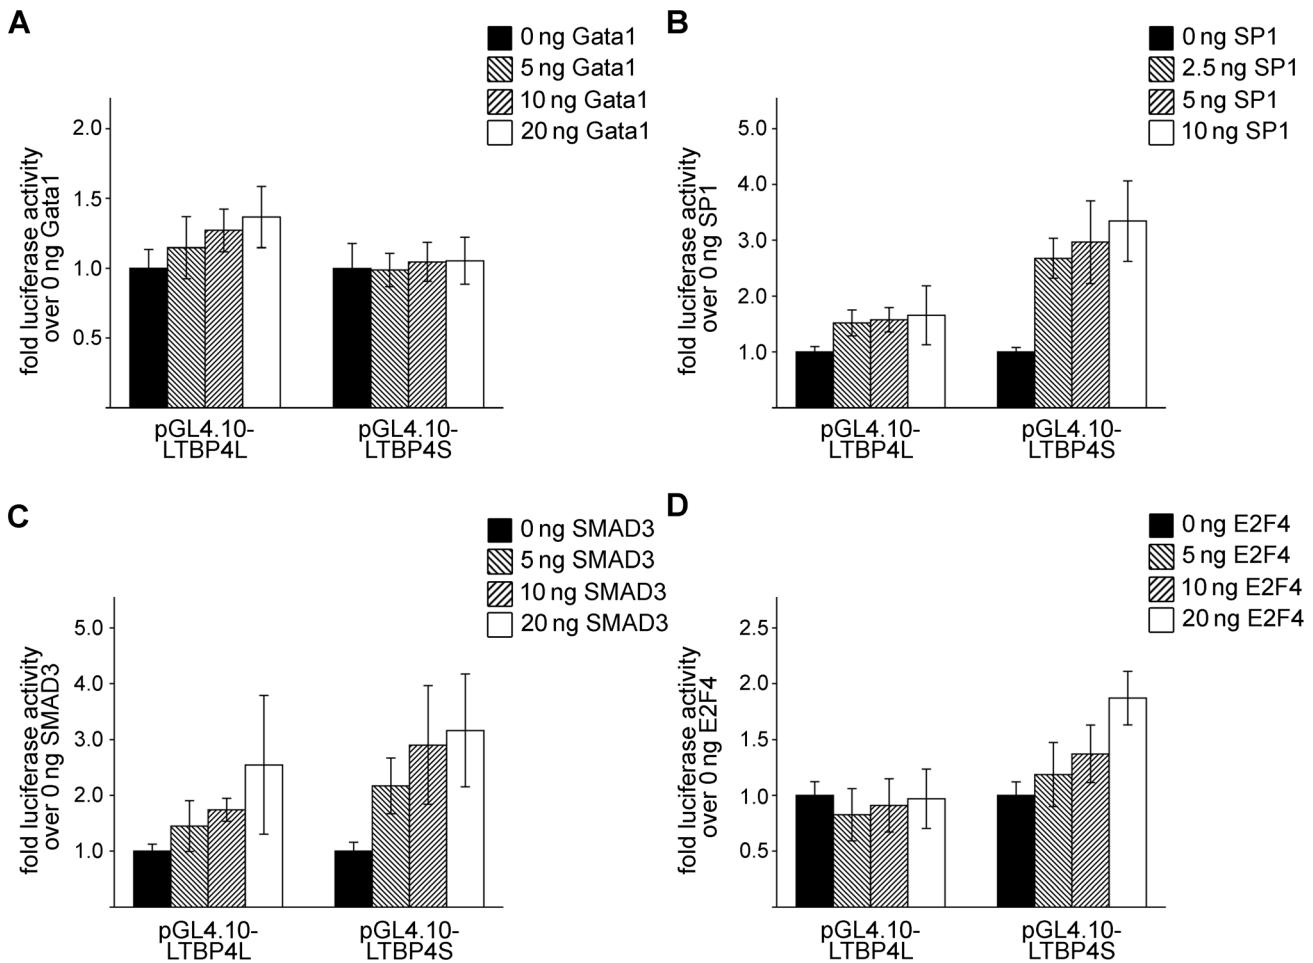 A
0 ng Gata1
5 ng Gata1
10 ng Gata1
20 ng Gata1
fold luciferase activity
over 0 ng Gata1
2.0
1.5
1.0
0.5
pGL4.10-
LTBP4L
pGL4.10-
LTBP4S
B
0 ng SP1
2.5 ng SP1
5 ng SP1
10 ng SP1
fold luciferase activity
over 0 ng SP1
5.0
4.0
3.0
2.0
1.0
pGL4.10-
LTBP4L
pGL4.10-
LTBP4S
C
0 ng SMAD3
5 ng SMAD3
10 ng SMAD3
20 ng SMAD3
fold luciferase activity
over 0 ng SMAD3
5.0
4.0
3.0
2.0
1.0
pGL4.10-
LTBP4L
pGL4.10-
LTBP4S
D
0 ng E2F4
5 ng E2F4
10 ng E2F4
20 ng E2F4
fold luciferase activity
over 0 ng E2F4
2.5
2.0
1.5
1.0
0.5
pGL4.10-
LTBP4L
pGL4.10-
LTBP4S